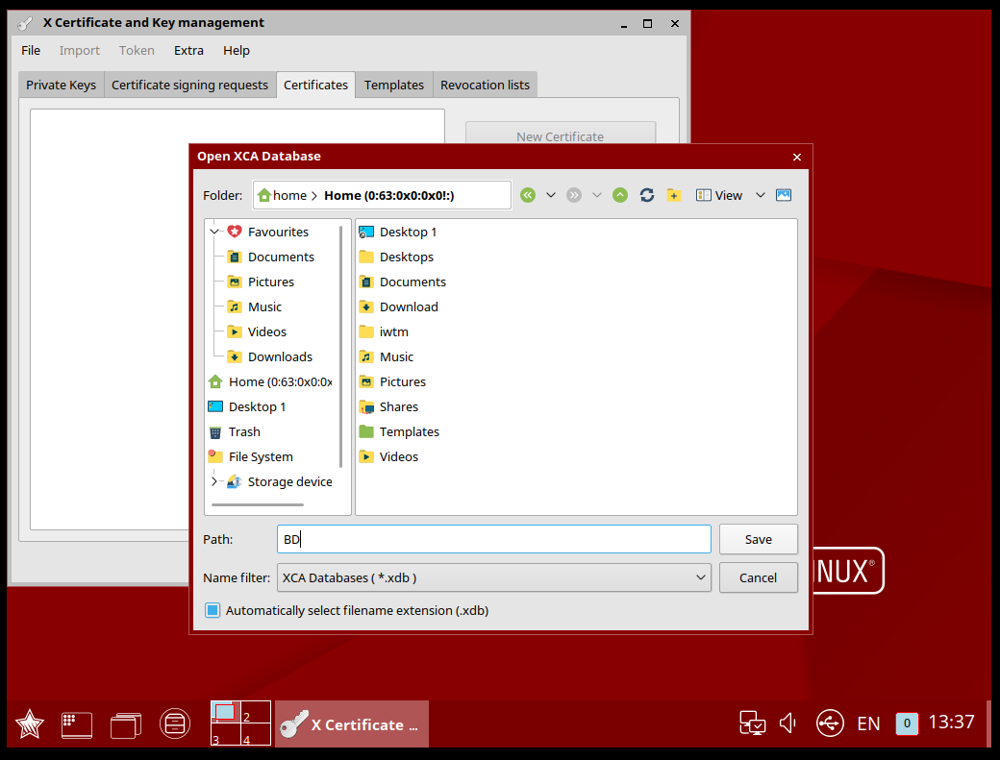 X Certificate and Key management
File Import Token Extra Help
Private Keys Certificate signing requests Certificates Templates Revocation lists
New Certificate
Open XCA Database
Folder: home > Home (0:63:0x0:0x0!:) View
Favourites
Documents
Pictures
Music
Videos
Downloads
Home (0:63:0x0:0x
Desktop 1
Trash
File System
Storage device
Desktop 1
Desktops
Documents
Download
iwtm
Music
Pictures
Shares
Templates
Videos
Path: BD Save
Name filter: XCA Databases ( *.xdb ) Cancel
Automatically select filename extension (.xdb)
NUX®
2
3 4
X Certificate ...
EN 0 13:37